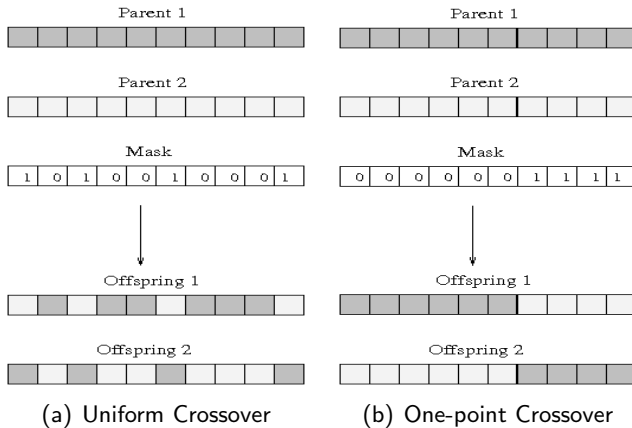 Parent 1
Parent 2
Mask
1 0 1 0 0 1 0 0 0 1
Offspring 1
Offspring 2
(a) Uniform Crossover
Parent 1
Parent 2
Mask
0 0 0 0 0 0 1 1 1 1
Offspring 1
Offspring 2
(b) One-point Crossover